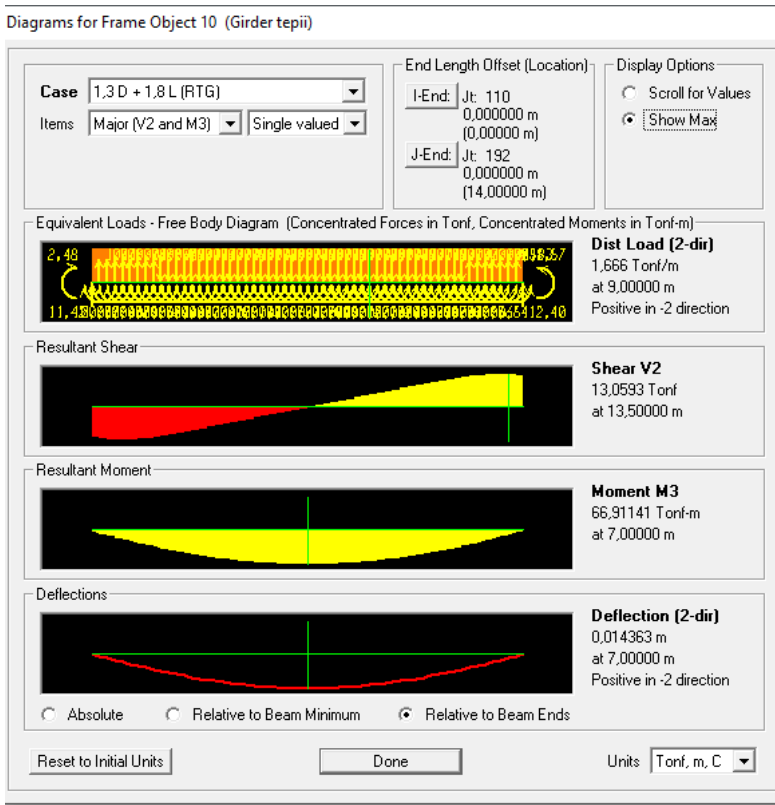 Diagrams for Frame Object 10 (Girder tepii)
Case 1,3 D + 1,8 L (RTG)
Items Major (V2 and M3) Single valued
End Length Offset (Location)
I-End: Jt: 110
0,000000 m
(0,00000 m)
J-End: Jt: 192
0,000000 m
(14,00000 m)
Display Options
Scroll for Values
Show Max
Equivalent Loads - Free Body Diagram (Concentrated Forces in Tonf, Concentrated Moments in Tonf-m)
2,48
12,40
Dist Load (2-dir)
1,666 Tonf/m
at 9,00000 m
Positive in -2 direction
Resultant Shear
Shear V2
13,0593 Tonf
at 13,50000 m
Resultant Moment
Moment M3
66,91141 Tonf-m
at 7,00000 m
Deflections
Deflection (2-dir)
0,014363 m
at 7,00000 m
Positive in -2 direction
Absolute Relative to Beam Minimum Relative to Beam Ends
Reset to Initial Units Done Units Tonf, m, C